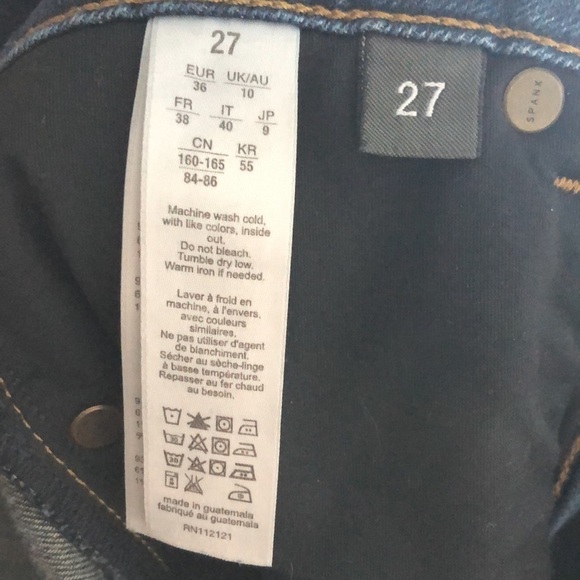 27
EUR UK/AU
36 10
FR IT JP
38 40 9
CN KR
160-165 55
84-86
Machine wash cold,
with like colors, inside
out.
Do not bleach.
Tumble dry low.
Warm iron if needed.
Laver à froid en
machine, à l'envers,
avec couleurs
similaires.
Ne pas utiliser d'agent
de blanchiment.
Sécher au sèche-linge
à basse température.
Repasser au fer chaud
au besoin.
made in guatemala
fabriqué au guatemala
RN112121
27
SPANX